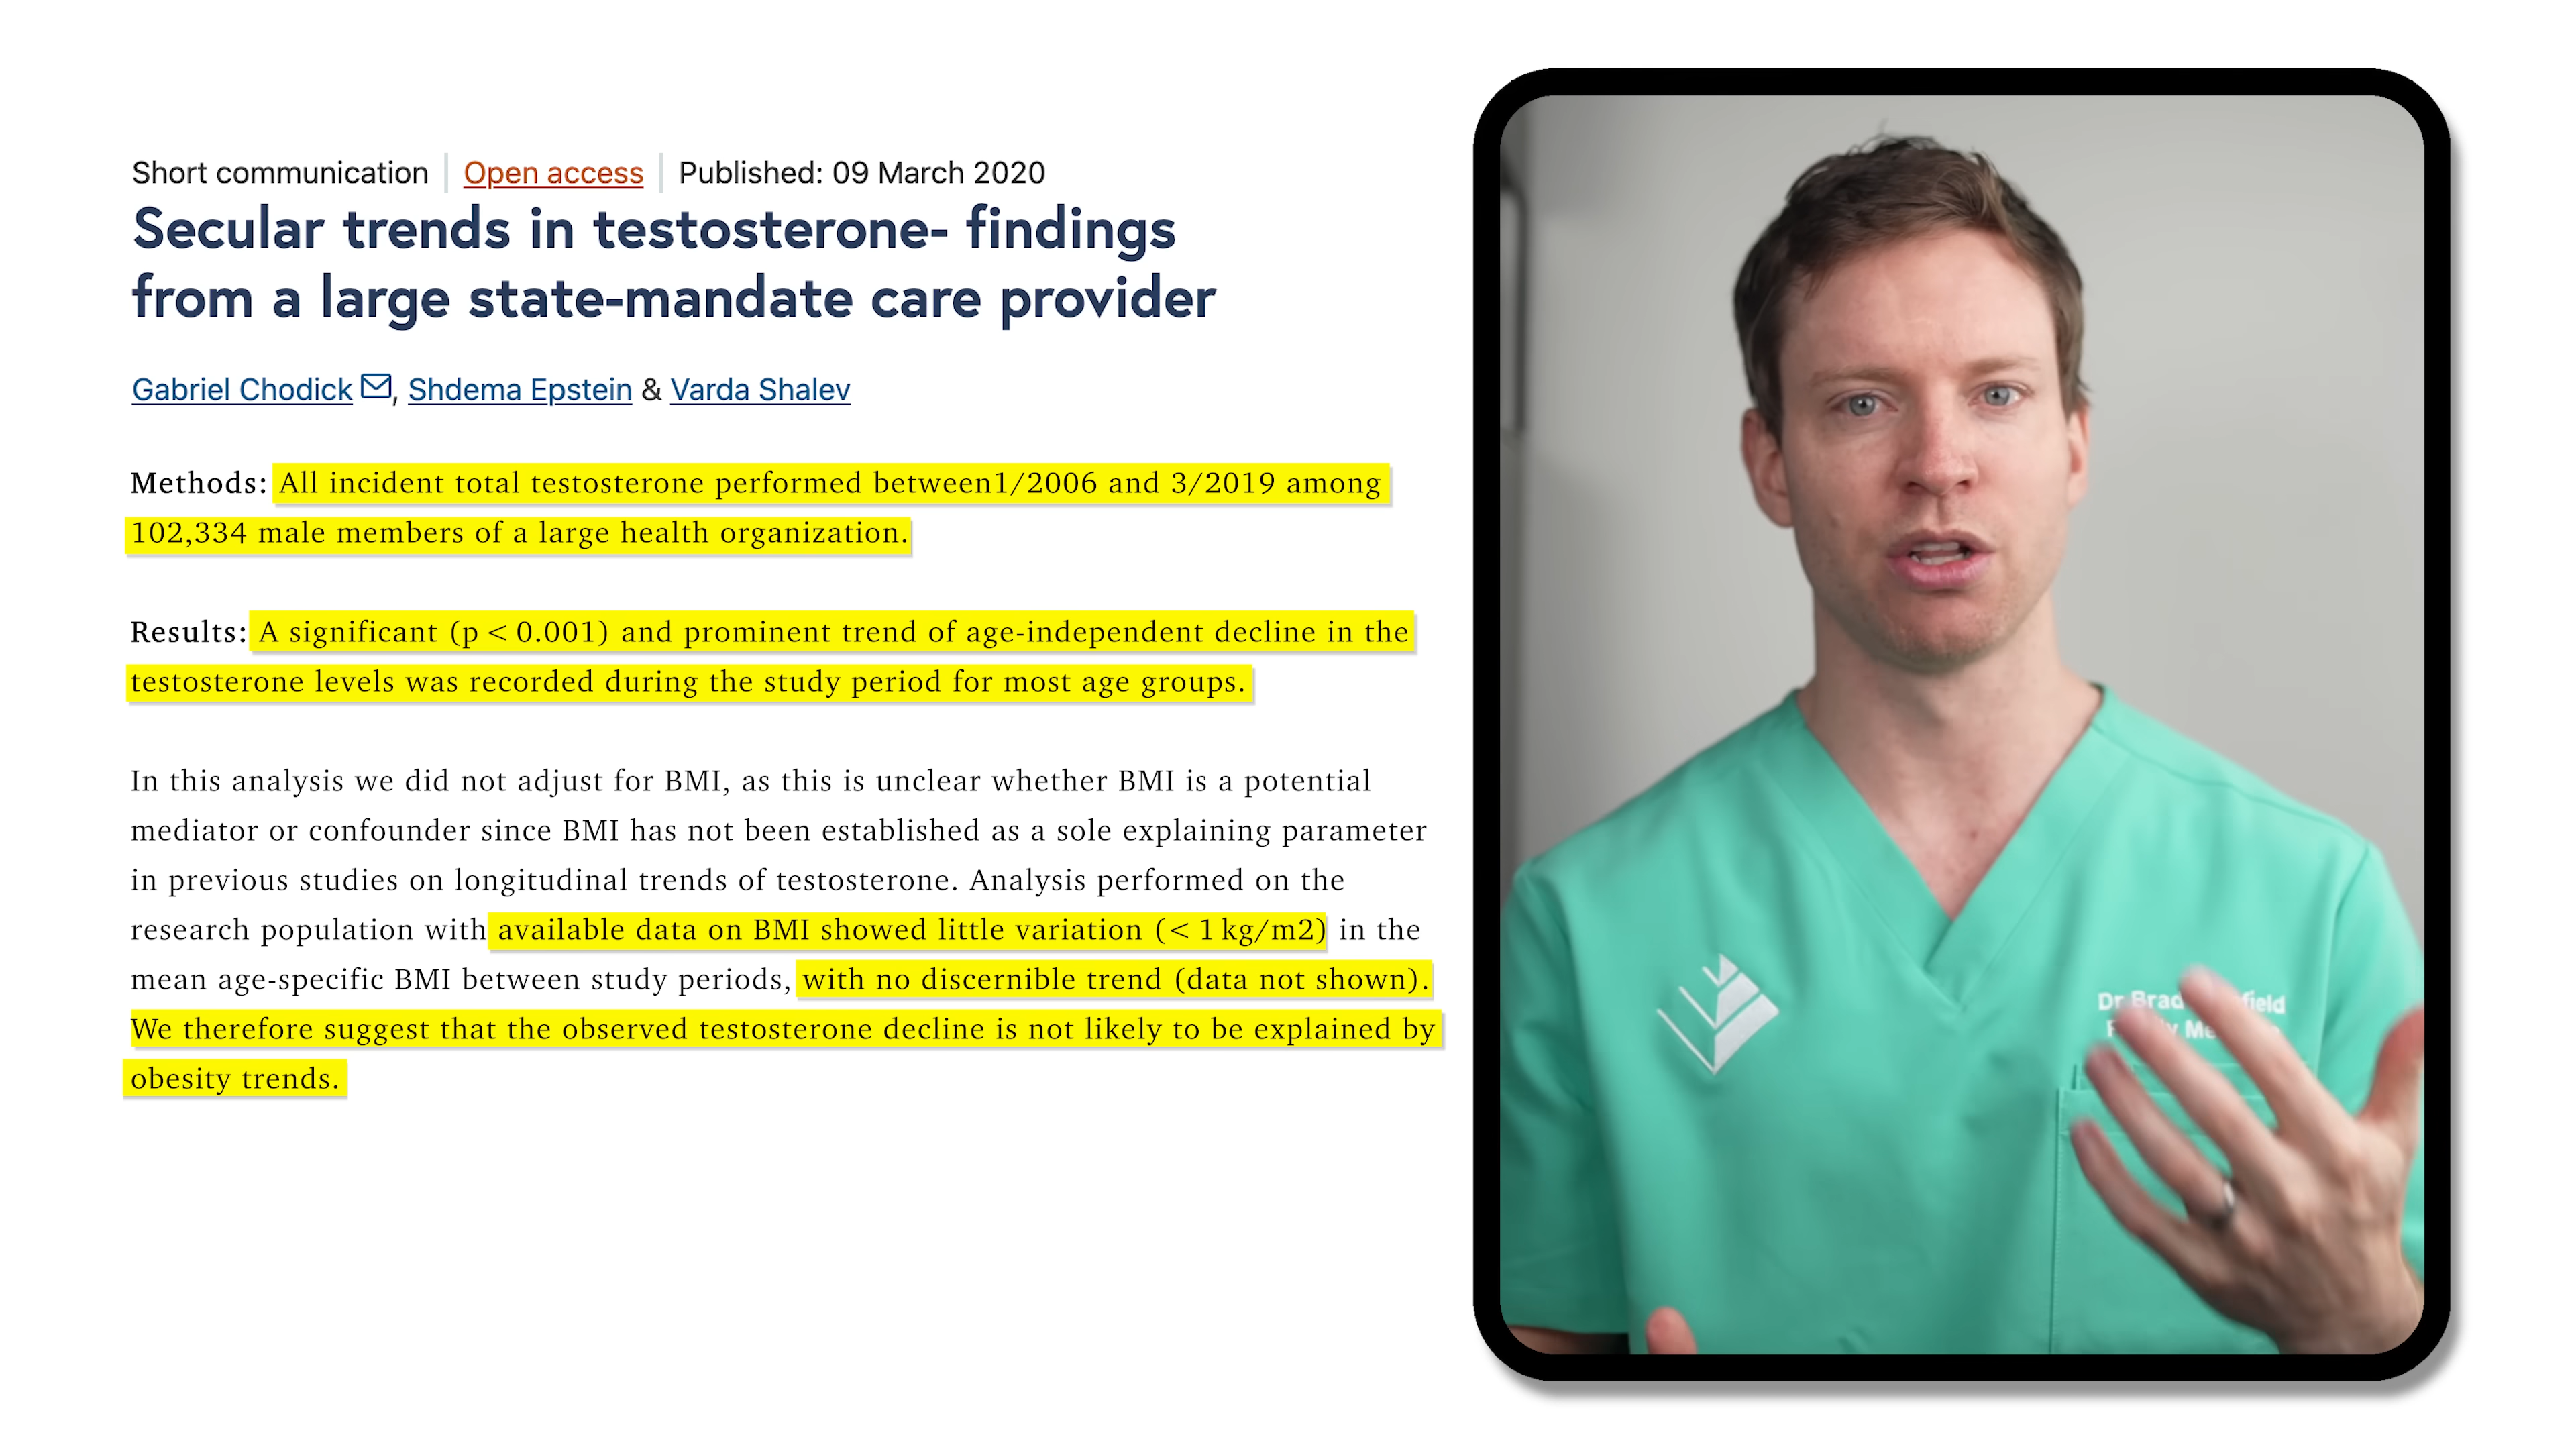 Short communication | Open access | Published: 09 March 2020
Secular trends in testosterone- findings
from a large state-mandate care provider
Gabriel Chodick, Shdema Epstein & Varda Shalev
Methods: All incident total testosterone performed between1/2006 and 3/2019 among
102,334 male members of a large health organization.
Results: A significant (p < 0.001) and prominent trend of age-independent decline in the
testosterone levels was recorded during the study period for most age groups.
In this analysis we did not adjust for BMI, as this is unclear whether BMI is a potential
mediator or confounder since BMI has not been established as a sole explaining parameter
in previous studies on longitudinal trends of testosterone. Analysis performed on the
research population with available data on BMI showed little variation (< 1 kg/m2) in the
mean age-specific BMI between study periods, with no discernible trend (data not shown).
We therefore suggest that the observed testosterone decline is not likely to be explained by
obesity trends.
Dr Brad